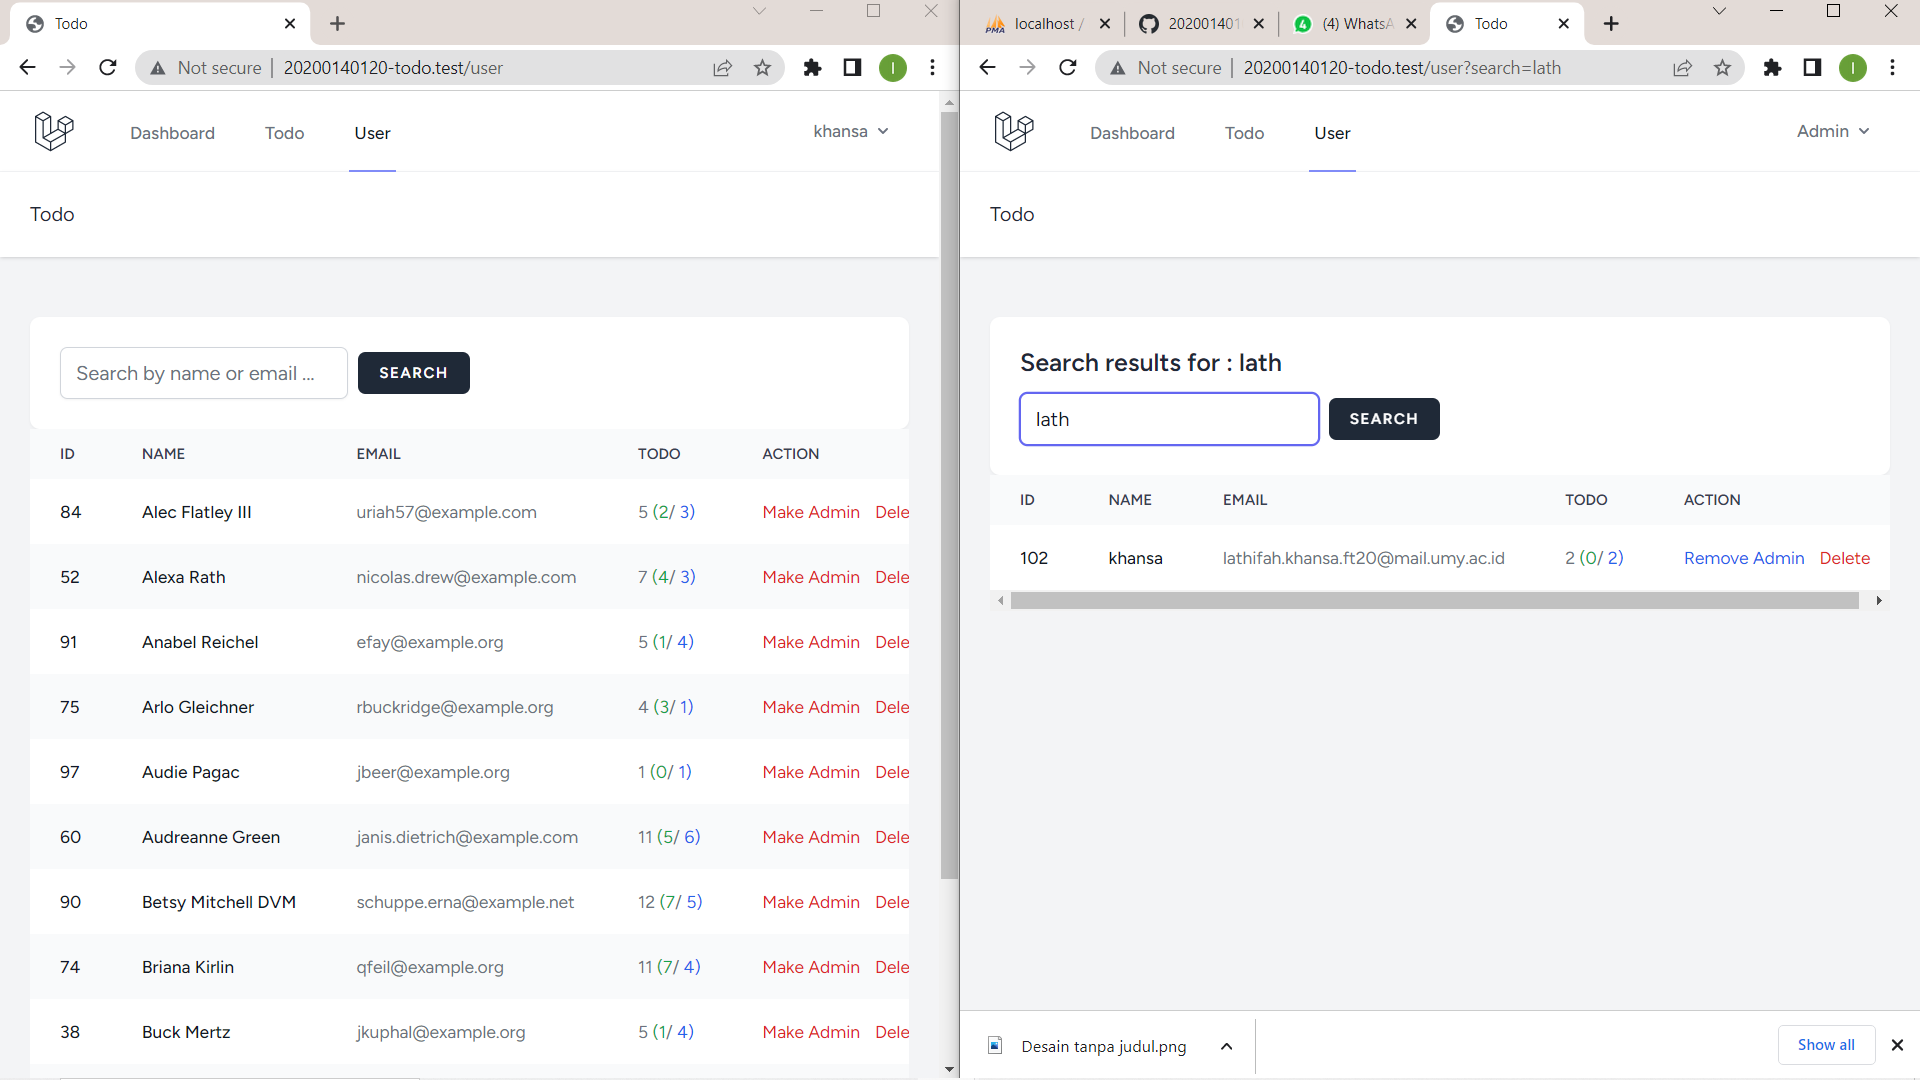 Todo
Not secure | 20200140120-todo.test/user
Dashboard Todo User khansa
Todo
Search by name or email ... SEARCH
ID NAME EMAIL TODO ACTION
84 Alec Flatley III uriah57@example.com 5 (2/ 3) Make Admin Dele
52 Alexa Rath nicolas.drew@example.com 7 (4/ 3) Make Admin Dele
91 Anabel Reichel efay@example.org 5 (1/ 4) Make Admin Dele
75 Arlo Gleichner rbuckridge@example.org 4 (3/ 1) Make Admin Dele
97 Audie Pagac jbeer@example.org 1 (0/ 1) Make Admin Dele
60 Audreanne Green janis.dietrich@example.com 11 (5/ 6) Make Admin Dele
90 Betsy Mitchell DVM schuppe.erna@example.net 12 (7/ 5) Make Admin Dele
74 Briana Kirlin qfeil@example.org 11 (7/ 4) Make Admin Dele
38 Buck Mertz jkuphal@example.org 5 (1/ 4) Make Admin Dele
PMA localhost / 202001401 4 (4) WhatsA Todo
Not secure | 20200140120-todo.test/user?search=lath
I
I
Dashboard Todo User Admin
Todo
Search results for : lath
lath SEARCH
ID NAME EMAIL TODO ACTION
102 khansa lathifah.khansa.ft20@mail.umy.ac.id 2 (0/ 2) Remove Admin Delete
Desain tanpa judul.png Show all